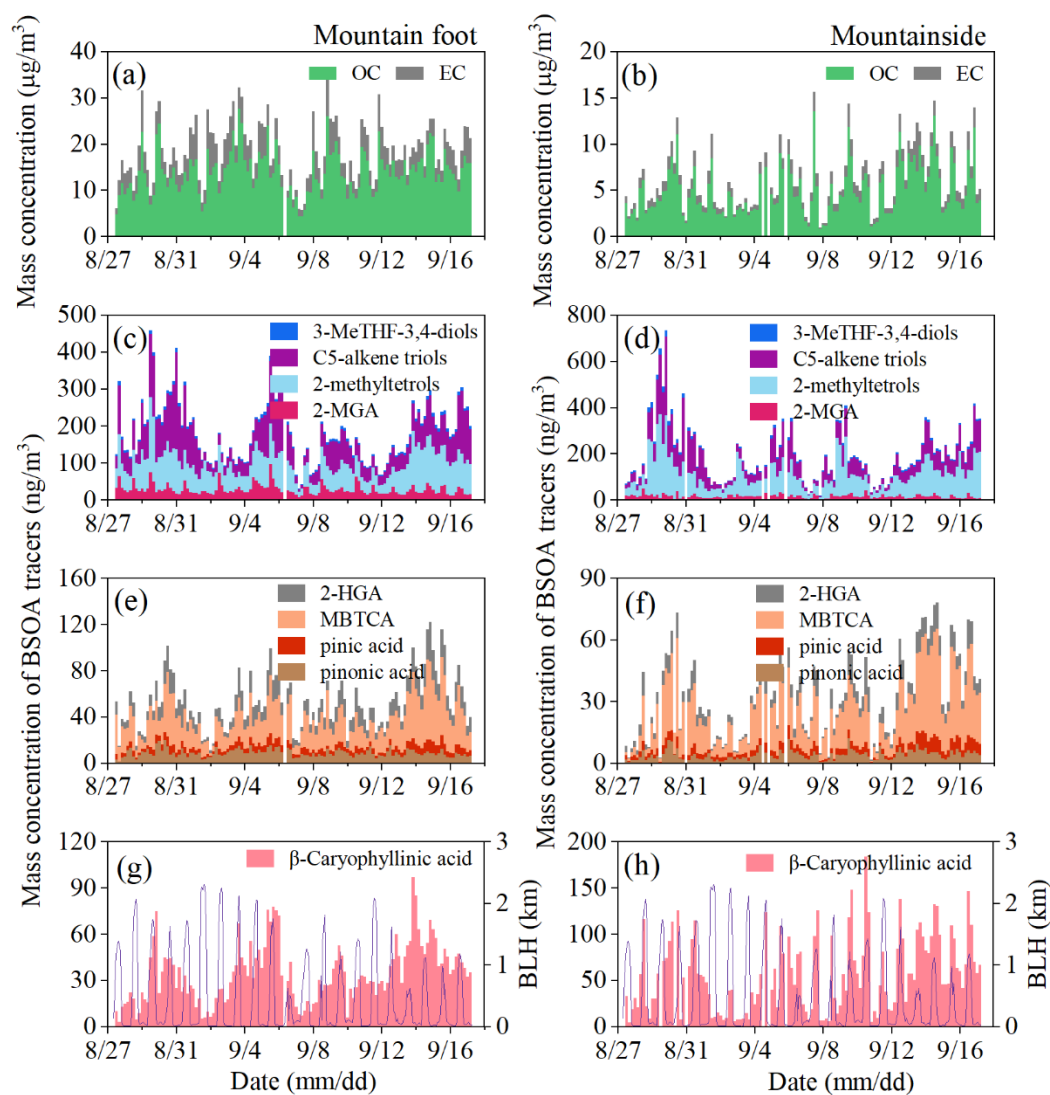 Mountain foot
Mountainside
Mass concentration (μg/m³)
(a)
OC
EC
40
30
20
10
0
8/27
8/31
9/4
9/8
9/12
9/16
Mass concentration (μg/m³)
(b)
OC
EC
20
15
10
5
0
8/27
8/31
9/4
9/8
9/12
9/16
Mass concentration of BSOA tracers (ng/m³)
(c)
3-MeTHF-3,4-diols
C5-alkene triols
2-methyltetrols
2-MGA
500
400
300
200
100
0
8/27
8/31
9/4
9/8
9/12
9/16
Mass concentration of BSOA tracers (ng/m³)
(d)
3-MeTHF-3,4-diols
C5-alkene triols
2-methyltetrols
2-MGA
800
600
400
200
0
8/27
8/31
9/4
9/8
9/12
9/16
(e)
2-HGA
MBTCA
pinic acid
pinonic acid
160
120
80
40
0
8/27
8/31
9/4
9/8
9/12
9/16
(f)
2-HGA
MBTCA
pinic acid
pinonic acid
90
60
30
0
8/27
8/31
9/4
9/8
9/12
9/16
(g)
β-Caryophyllinic acid
120
90
60
30
0
3
2
1
0
BLH (km)
8/27
8/31
9/4
9/8
9/12
9/16
Date (mm/dd)
(h)
β-Caryophyllinic acid
200
150
100
50
0
3
2
1
0
BLH (km)
8/27
8/31
9/4
9/8
9/12
9/16
Date (mm/dd)